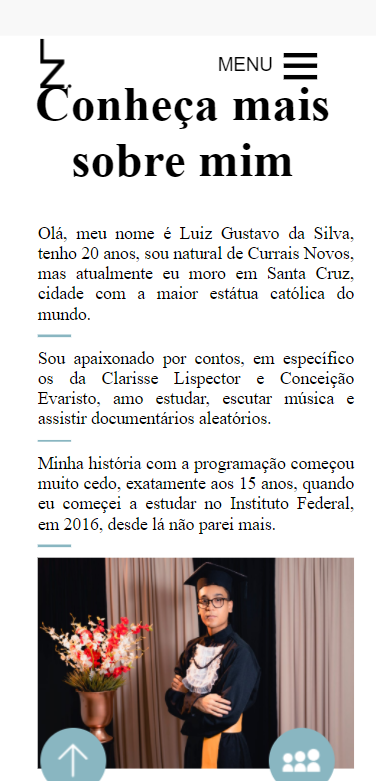 LZ.
MENU
Conheça mais
sobre mim
Olá, meu nome é Luiz Gustavo da Silva,
tenho 20 anos, sou natural de Currais Novos,
mas atualmente eu moro em Santa Cruz,
cidade com a maior estátua católica do
mundo.
Sou apaixonado por contos, em específico
os da Clarisse Lispector e Conceição
Evaristo, amo estudar, escutar música e
assistir documentários aleatórios.
Minha história com a programação começou
muito cedo, exatamente aos 15 anos, quando
eu começei a estudar no Instituto Federal,
em 2016, desde lá não parei mais.